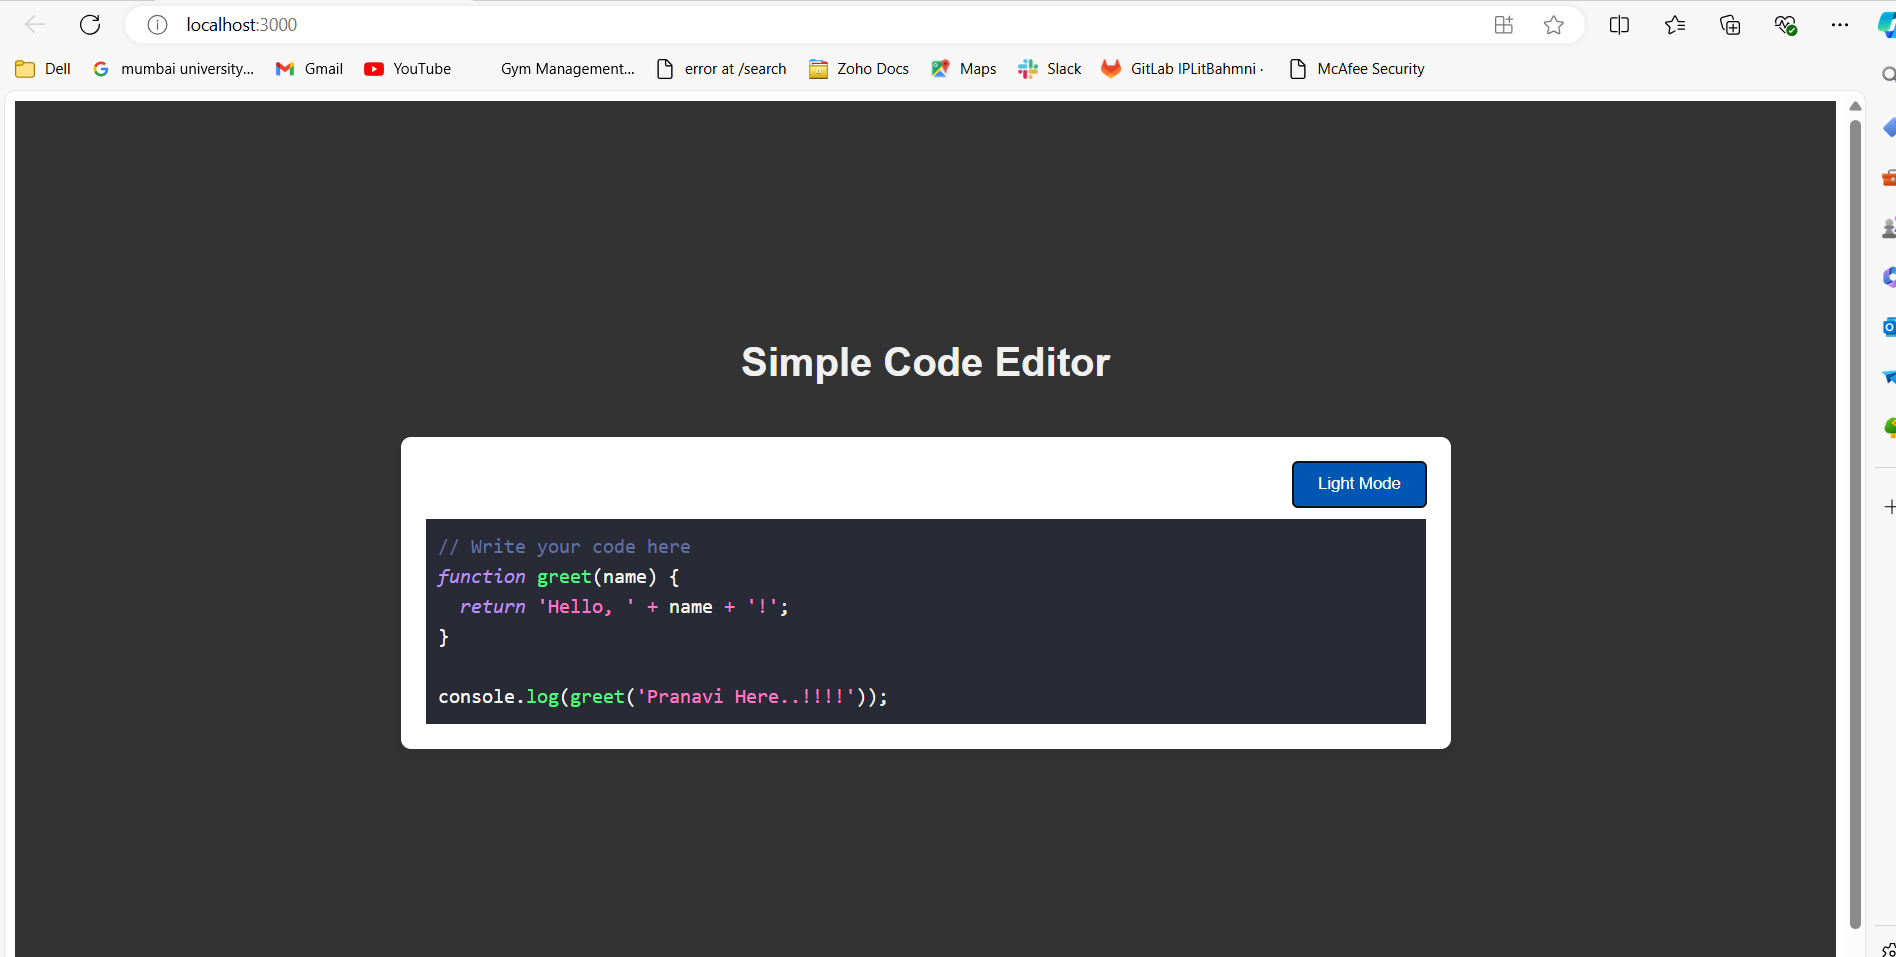 localhost:3000
Dell mumbai university... Gmail YouTube Gym Management... error at /search Zoho Docs Maps Slack GitLab IPLitBahmni · McAfee Security
Simple Code Editor
Light Mode
// Write your code here
function greet(name) {
  return 'Hello, ' + name + '!';
}
console.log(greet('Pranavi Here..!!!!'));